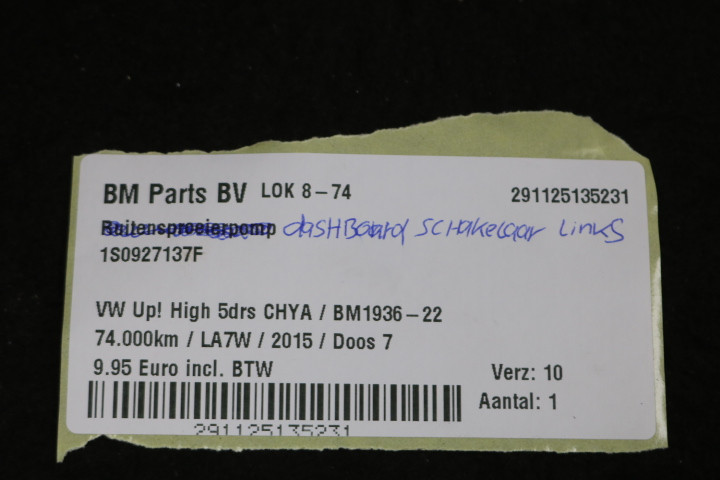 BM Parts BV LOK 8-74 291125135231
Ruitensproeierpomp dasHBoard SCHakelaar LinkS
1S0927137F
VW Up! High 5drs CHYA / BM1936-22
74.000km / LA7W / 2015 / Doos 7
9.95 Euro incl. BTW Verz: 10
Aantal: 1
291125135231